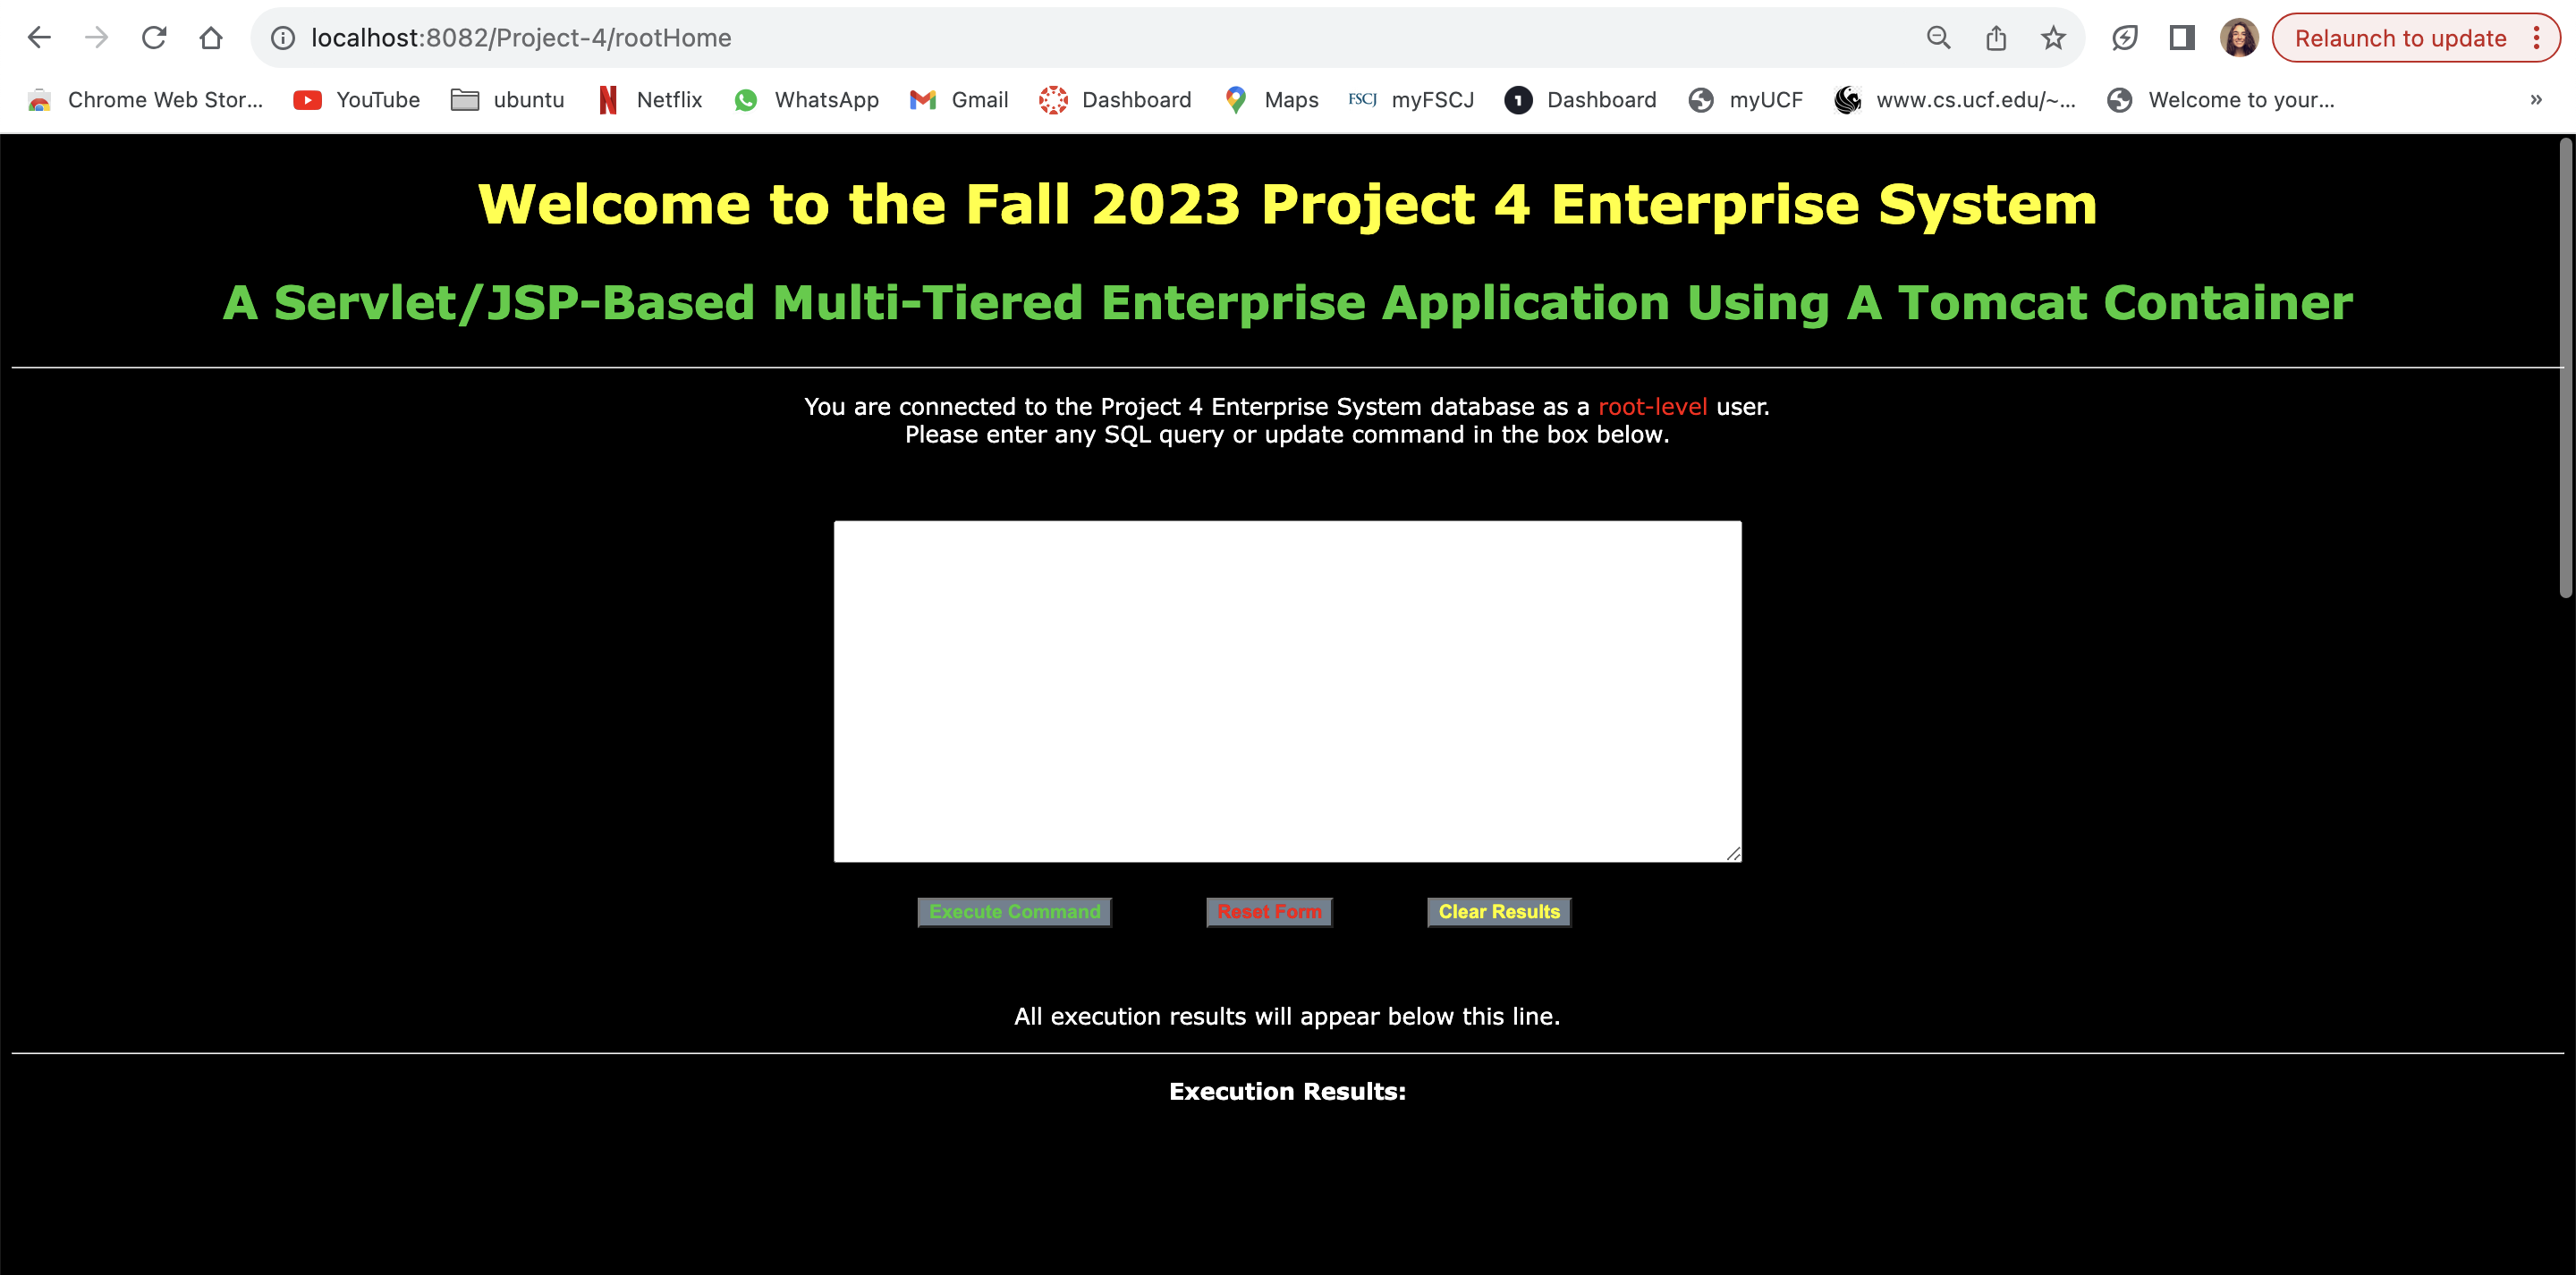 localhost:8082/Project-4/rootHome
Relaunch to update
Chrome Web Stor...
YouTube
ubuntu
Netflix
WhatsApp
Gmail
Dashboard
Maps
FSCJ myFSCJ
1 Dashboard
myUCF
www.cs.ucf.edu/~...
Welcome to your...
»
Welcome to the Fall 2023 Project 4 Enterprise System
A Servlet/JSP-Based Multi-Tiered Enterprise Application Using A Tomcat Container
You are connected to the Project 4 Enterprise System database as a root-level user.
Please enter any SQL query or update command in the box below.
Execute Command
Reset Form
Clear Results
All execution results will appear below this line.
Execution Results: